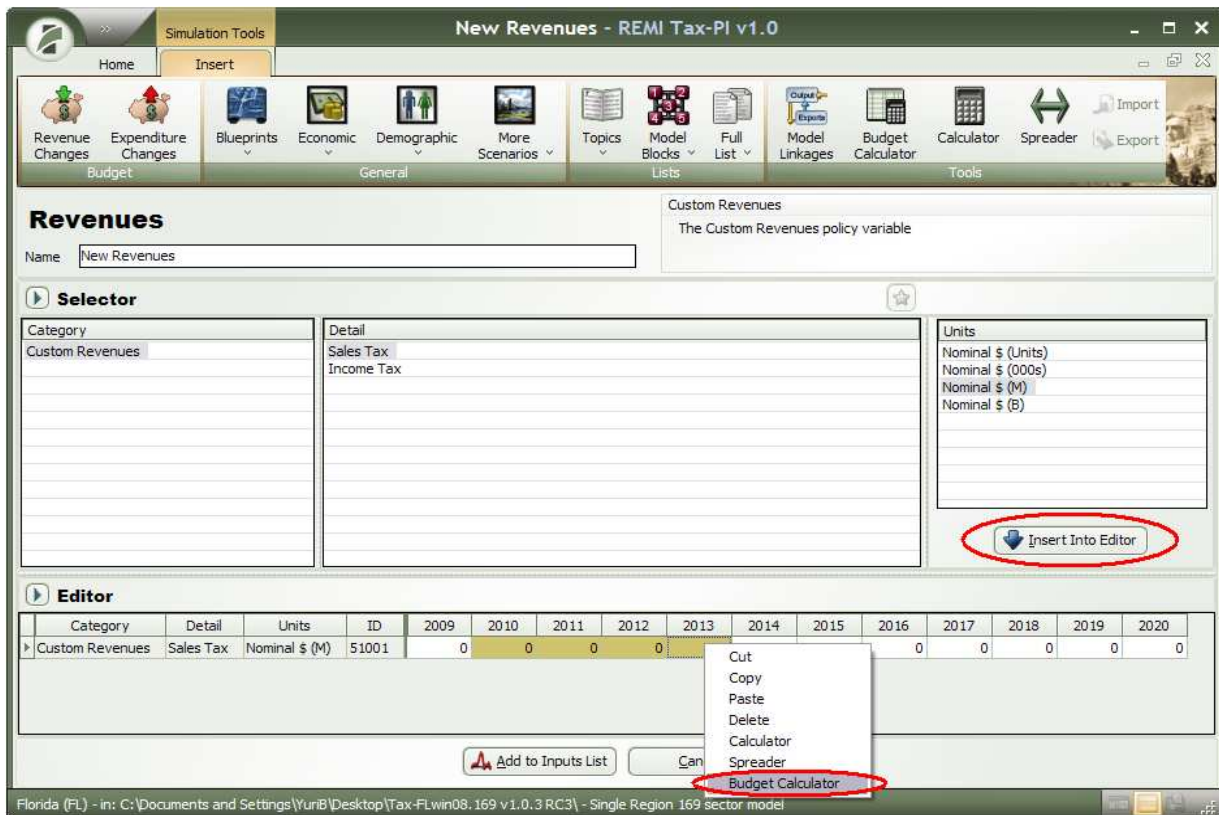 New Revenues - REMI Tax-PI v1.0
Simulation Tools
Home
Insert
Revenue Changes
Expenditure Changes
Budget
Blueprints
Economic
Demographic
More Scenarios
General
Topics
Model Blocks
Full List
Lists
Output
Exports
Model Linkages
Budget Calculator
Calculator
Spreader
Import
Export
Tools
Revenues
Name New Revenues
Custom Revenues
The Custom Revenues policy variable
Selector
Category
Custom Revenues
Detail
Sales Tax
Income Tax
Units
Nominal $ (Units)
Nominal $ (000s)
Nominal $ (M)
Nominal $ (B)
Insert Into Editor
Editor
Category Detail Units ID 2009 2010 2011 2012 2013 2014 2015 2016 2017 2018 2019 2020
Custom Revenues Sales Tax Nominal $ (M) 51001 0 0 0 0 0 0 0 0 0
Cut
Copy
Paste
Delete
Calculator
Spreader
Budget Calculator
Add to Inputs List
Can
Florida (FL) - in: C:\Documents and Settings\YuriB\Desktop\Tax-FLwin08.169 v1.0.3 RC3\ - Single Region 169 sector model